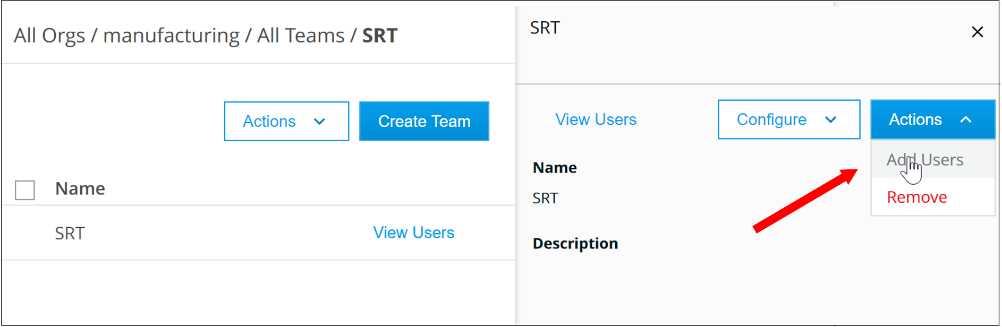 All Orgs / manufacturing / All Teams / SRT
Actions
Create Team
Name
SRT
View Users
SRT
View Users
Configure
Actions
Add Users
Remove
Name
SRT
Description